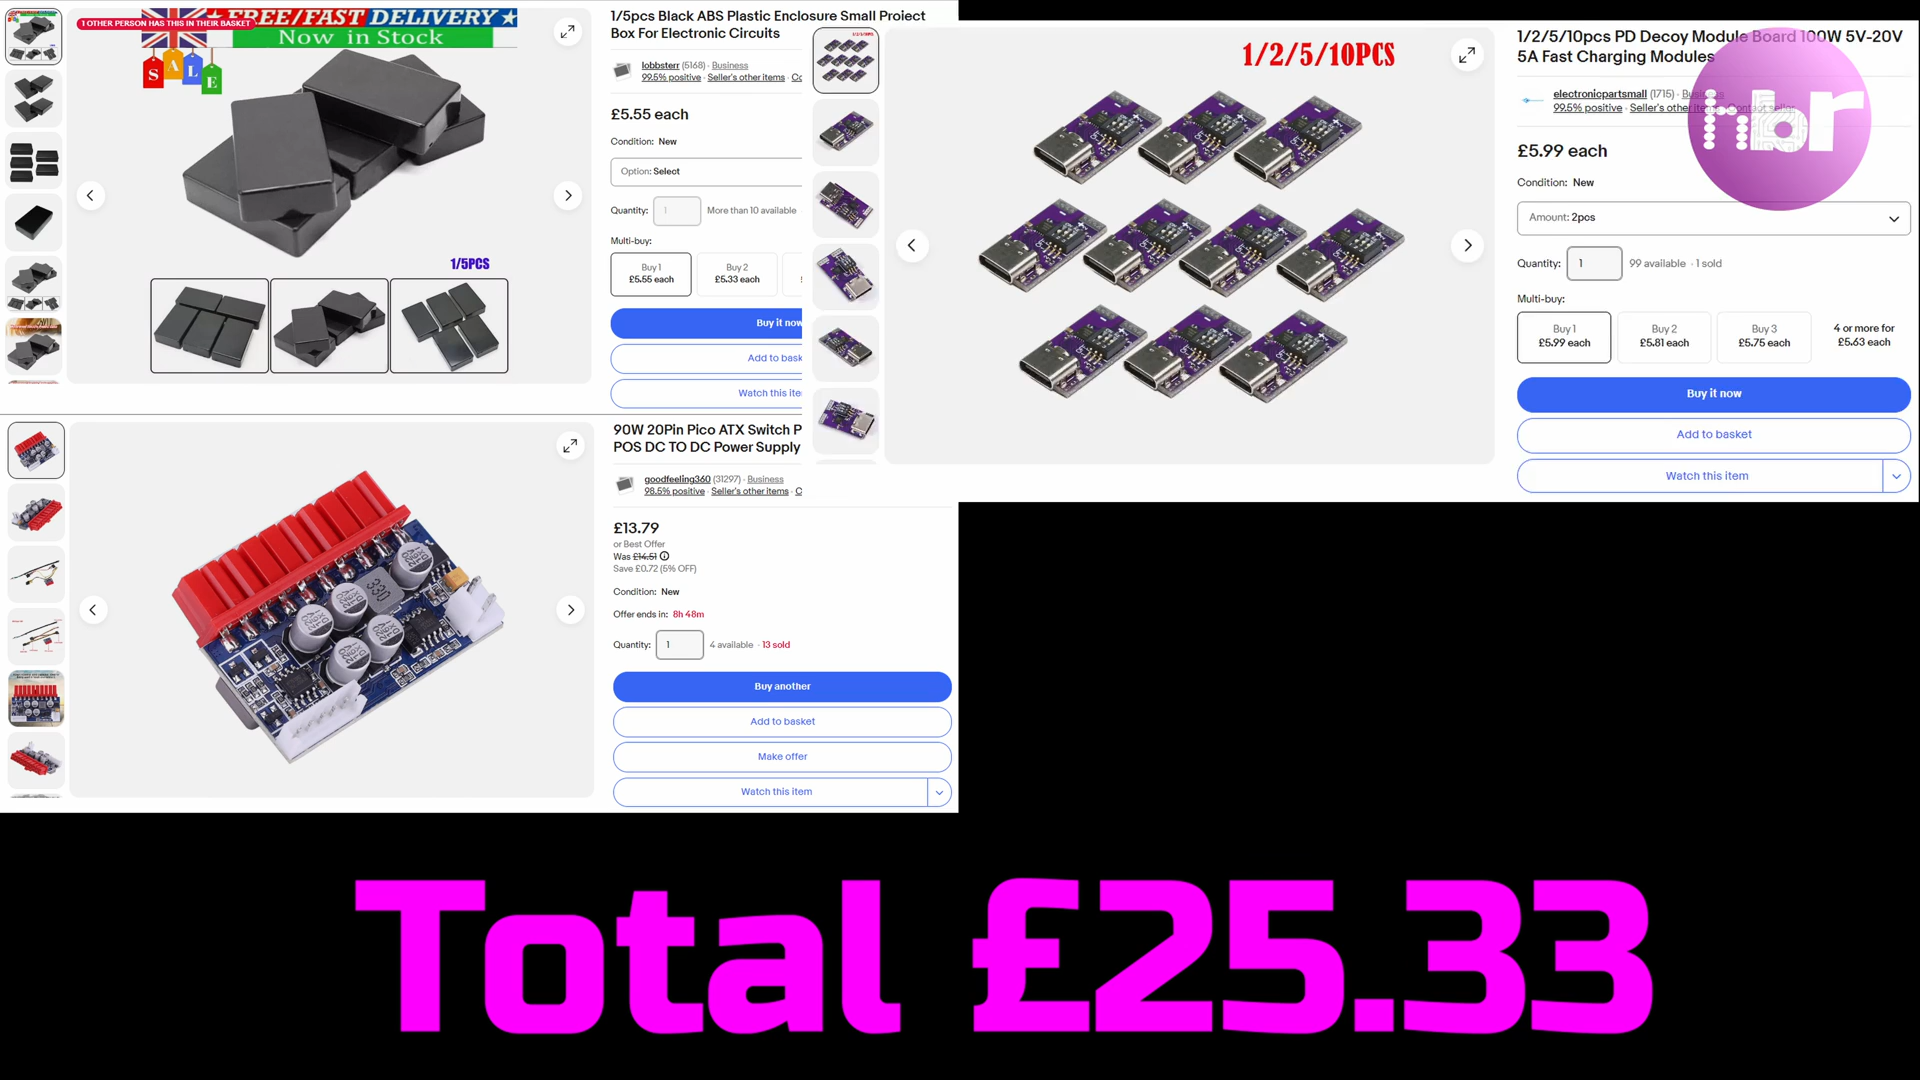 1 OTHER PERSON HAS THIS IN THEIR BASKET
FREE/FAST DELIVERY
Now in Stock
SALE
1/5PCS
1/5pcs Black ABS Plastic Enclosure Small Project
Box For Electronic Circuits
lobbsterr (5168) · Business
99.5% positive · Seller's other items · Co
£5.55 each
Condition: New
Option: Select
Quantity: 1 More than 10 available
Multi-buy:
Buy 1
£5.55 each
Buy 2
£5.33 each
Buy it now
Add to bask
Watch this ite
1/2/5/10PCS
1/2/5/10pcs PD Decoy Module Board 100W 5V-20V
5A Fast Charging Modules
hbr
electronicpartsmall (1715) · Business
99.5% positive · Seller's other items · Contact seller
£5.99 each
Condition: New
Amount: 2pcs
Quantity: 1 99 available · 1 sold
Multi-buy:
Buy 1
£5.99 each
Buy 2
£5.81 each
Buy 3
£5.75 each
4 or more for
£5.63 each
Buy it now
Add to basket
Watch this item
90W 20Pin Pico ATX Switch P
POS DC TO DC Power Supply
goodfeeling360 (31297) · Business
98.5% positive · Seller's other items · C
£13.79
or Best Offer
Was £14.51
Save £0.72 (5% OFF)
Condition: New
Offer ends in: 8h 48m
Quantity: 1 4 available · 13 sold
Buy another
Add to basket
Make offer
Watch this item
330
Total £25.33